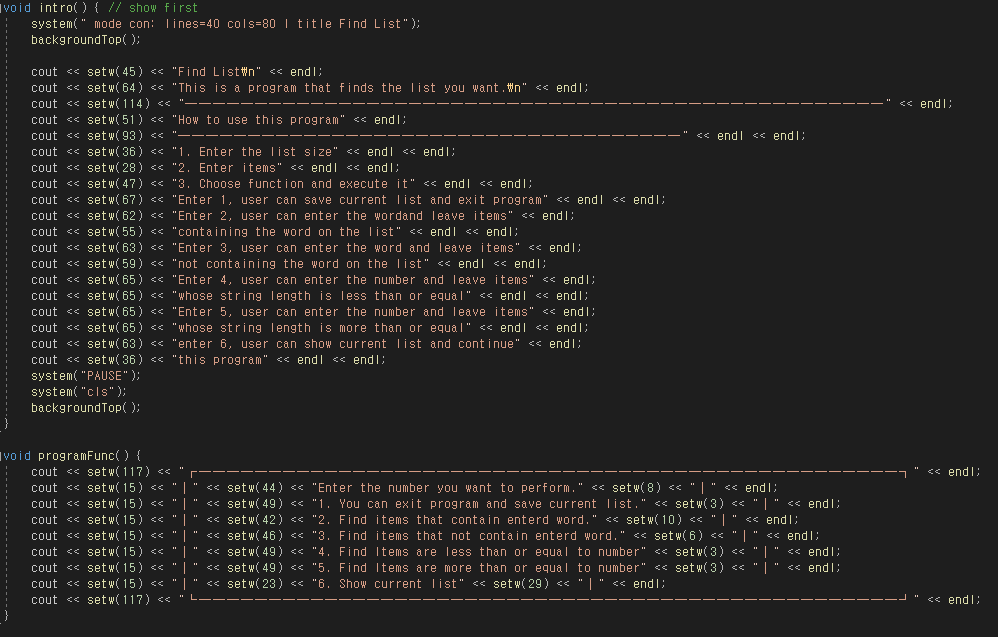 void intro() { // show first
system(" mode con: lines=40 cols=80 | title Find List");
backgroundTop();
cout << setw(45) << "Find List₩n" << endl;
cout << setw(64) << "This is a program that finds the list you want.₩n" << endl;
cout << setw(114) << "──────────────────────────────────────────────────" << endl;
cout << setw(51) << "How to use this program" << endl;
cout << setw(93) << "────────────────────────────────────" << endl << endl;
cout << setw(36) << "1. Enter the list size" << endl << endl;
cout << setw(28) << "2. Enter items" << endl << endl;
cout << setw(47) << "3. Choose function and execute it" << endl << endl;
cout << setw(67) << "Enter 1, user can save current list and exit program" << endl << endl;
cout << setw(62) << "Enter 2, user can enter the wordand leave items" << endl;
cout << setw(55) << "containing the word on the list" << endl << endl;
cout << setw(63) << "Enter 3, user can enter the word and leave items" << endl;
cout << setw(59) << "not containing the word on the list" << endl << endl;
cout << setw(65) << "Enter 4, user can enter the number and leave items" << endl;
cout << setw(65) << "whose string length is less than or equal" << endl << endl;
cout << setw(65) << "Enter 5, user can enter the number and leave items" << endl;
cout << setw(65) << "whose string length is more than or equal" << endl << endl;
cout << setw(63) << "enter 6, user can show current list and continue" << endl;
cout << setw(36) << "this program" << endl << endl;
system("PAUSE");
system("cls");
backgroundTop();
}
void programFunc() {
cout << setw(117) << "┌──────────────────────────────────────────────────┐" << endl;
cout << setw(15) << "│" << setw(44) << "Enter the number you want to perform." << setw(8) << "│" << endl;
cout << setw(15) << "│" << setw(49) << "1. You can exit program and save current list." << setw(3) << "│" << endl;
cout << setw(15) << "│" << setw(42) << "2. Find items that contain enterd word." << setw(10) << "│" << endl;
cout << setw(15) << "│" << setw(46) << "3. Find items that not contain enterd word." << setw(6) << "│" << endl;
cout << setw(15) << "│" << setw(49) << "4. Find Items are less than or equal to number" << setw(3) << "│" << endl;
cout << setw(15) << "│" << setw(49) << "5. Find Items are more than or equal to number" << setw(3) << "│" << endl;
cout << setw(15) << "│" << setw(23) << "6. Show current list" << setw(29) << "│" << endl;
cout << setw(117) << "└──────────────────────────────────────────────────┘" << endl;
}